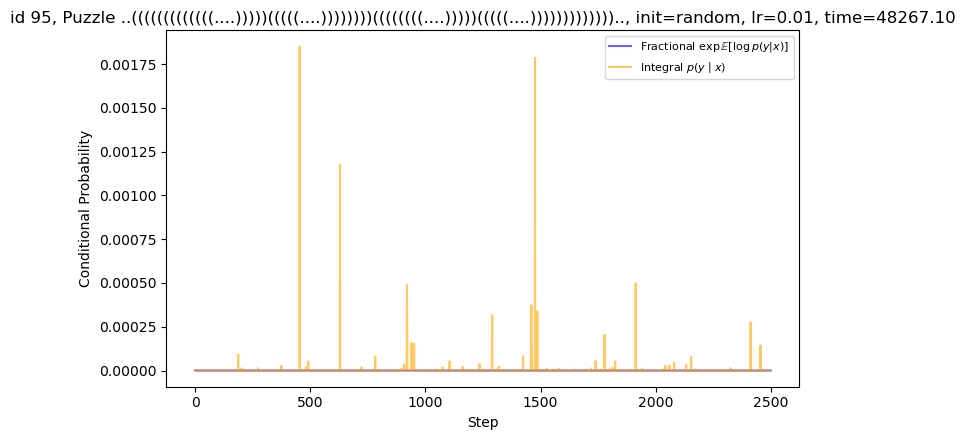 id 95, Puzzle ..(((((((((((((....)))))(((((....))))))))((((((((....)))))(((((....))))))))))))).., init=random, lr=0.01, time=48267.10
Fractional exp𝔼[log p(y|x)]
Integral p(y | x)
Conditional Probability
0.00175
0.00150
0.00125
0.00100
0.00075
0.00050
0.00025
0.00000
0 500 1000 1500 2000 2500
Step